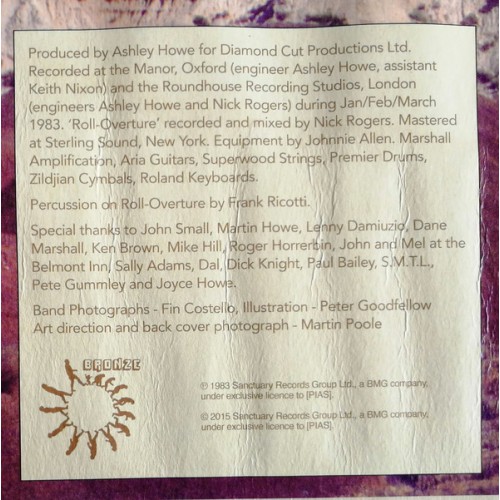 Produced by Ashley Howe for Diamond Cut Productions Ltd.
Recorded at the Manor, Oxford (engineer Ashley Howe, assistant
Keith Nixon) and the Roundhouse Recording Studios, London
(engineers Ashley Howe and Nick Rogers) during Jan/Feb/March
1983. 'Roll-Overture' recorded and mixed by Nick Rogers. Mastered
at Sterling Sound, New York. Equipment by Johnnie Allen. Marshall
Amplification, Aria Guitars, Superwood Strings, Premier Drums,
Zildjian Cymbals, Roland Keyboards.
Percussion on Roll-Overture by Frank Ricotti.
Special thanks to John Small, Martin Howe, Lenny Damiuzio, Dane
Marshall, Ken Brown, Mike Hill, Roger Horrerbin, John and Mel at the
Belmont Inn, Sally Adams, Dal, Dick Knight, Paul Bailey, S.M.T.L.,
Pete Gummley and Joyce Howe.
Band Photographs - Fin Costello, Illustration - Peter Goodfellow
Art direction and back cover photograph - Martin Poole
BRONZE
℗ 1983 Sanctuary Records Group Ltd., a BMG company,
under exclusive licence to [PIAS].
© 2015 Sanctuary Records Group Ltd., a BMG company,
under exclusive licence to [PIAS].